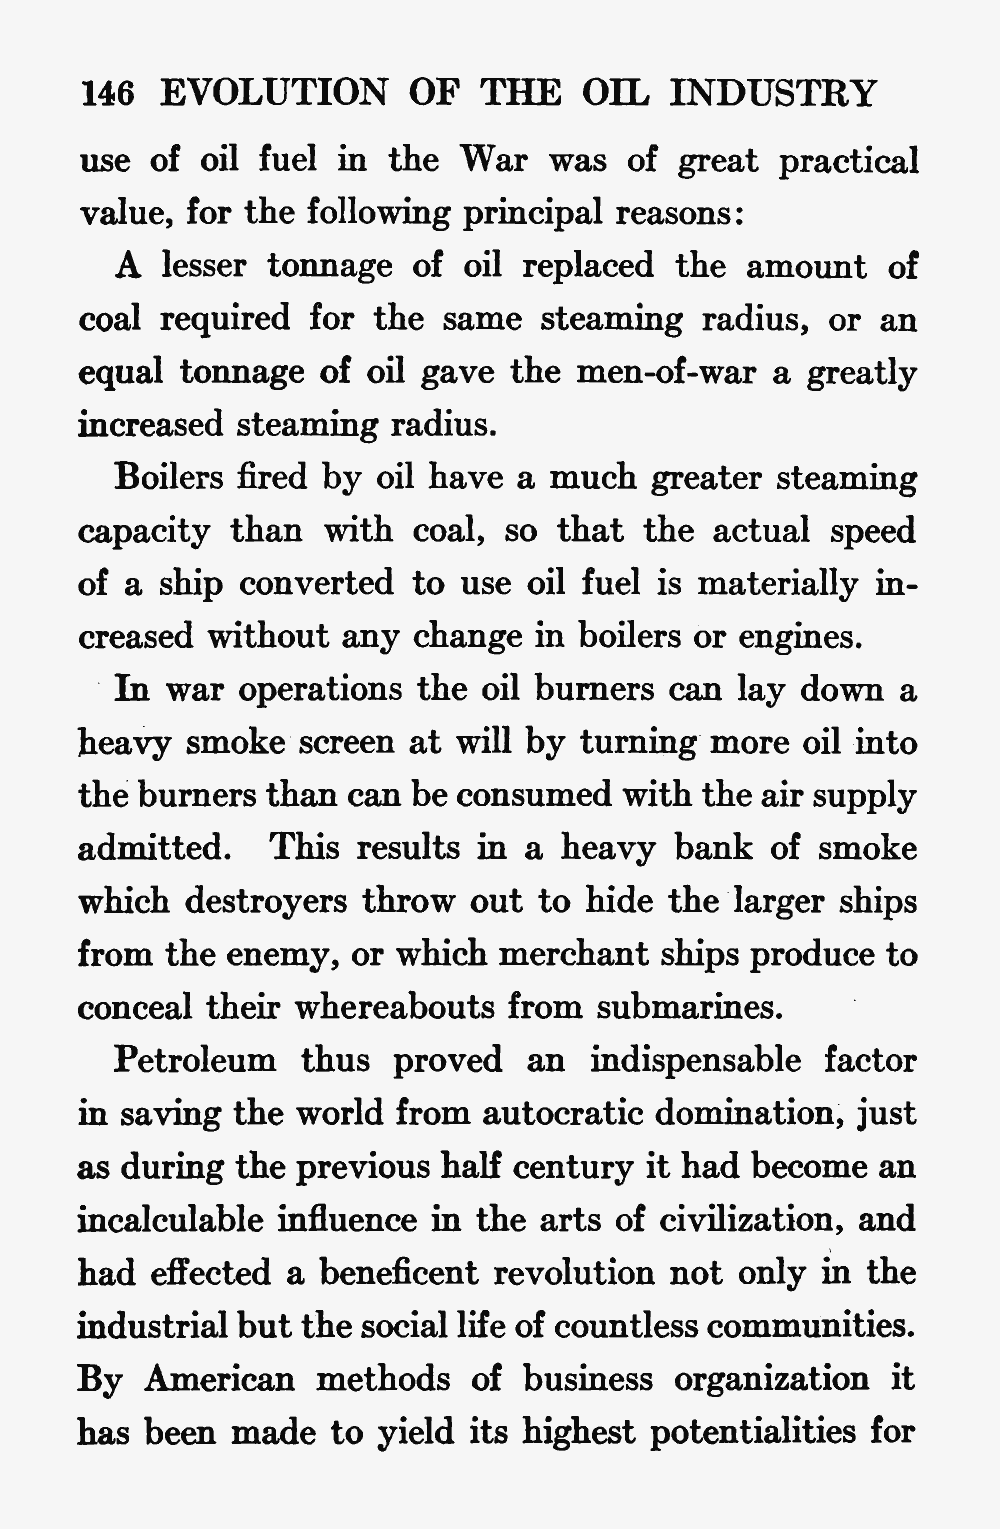 146 EVOLUTION OF THE OIL INDUSTRY
use of oil fuel in the War was of great practical
value, for the following principal reasons:
A lesser tonnage of oil replaced the amount of
coal required for the same steaming radius, or an
equal tonnage of oil gave the men-of-war a greatly
increased steaming radius.
Boilers fired by oil have a much greater steaming
capacity than with coal, so that the actual speed
of a ship converted to use oil fuel is materially in-
creased without any change in boilers or engines.
In war operations the oil burners can lay down a
heavy smoke screen at will by turning more oil into
the burners than can be consumed with the air supply
admitted. This results in a heavy bank of smoke
which destroyers throw out to hide the larger ships
from the enemy, or which merchant ships produce to
conceal their whereabouts from submarines.
Petroleum thus proved an indispensable factor
in saving the world from autocratic domination, just
as during the previous half century it had become an
incalculable influence in the arts of civilization, and
had effected a beneficent revolution not only in the
industrial but the social life of countless communities.
By American methods of business organization it
has been made to yield its highest potentialities for